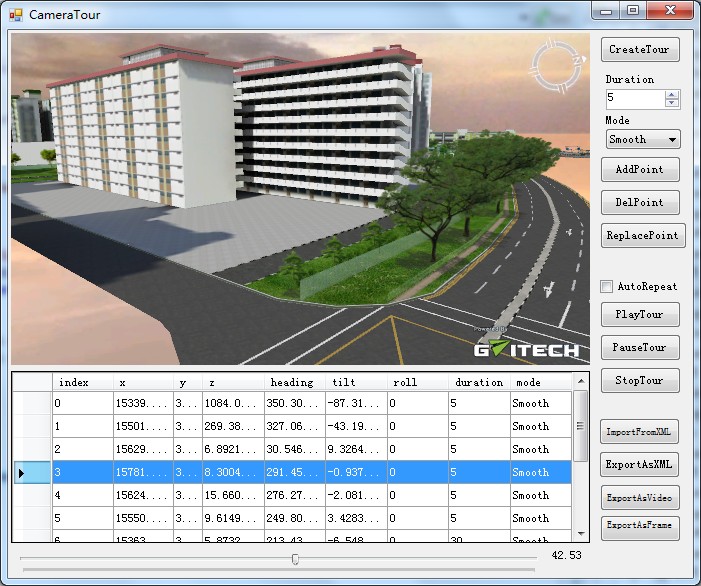 CameraTour
CreateTour
Duration
5
Mode
Smooth
AddPoint
DelPoint
ReplacePoint
AutoRepeat
PlayTour
PauseTour
StopTour
ImportFromXML
ExportAsXML
ExportAsVideo
ExportAsFrame
N
Powered By
GVITECH
index x y z heading tilt roll duration mode
0 15339.... 3... 1084.0... 350.30... -87.31... 0 5 Smooth
1 15501.... 3... 269.38... 327.06... -43.19... 0 5 Smooth
2 15629.... 3... 6.8921... 30.546... 9.3264... 0 5 Smooth
3 15781.... 3... 8.3004... 291.45... -0.937... 0 5 Smooth
4 15624.... 3... 15.660... 276.27... -2.081... 0 5 Smooth
5 15550.... 3... 9.6149... 249.80... 3.4283... 0 5 Smooth
6 15363.... 3... 5.8732... 213.43... -6.548... 0 30 Smooth
42.53